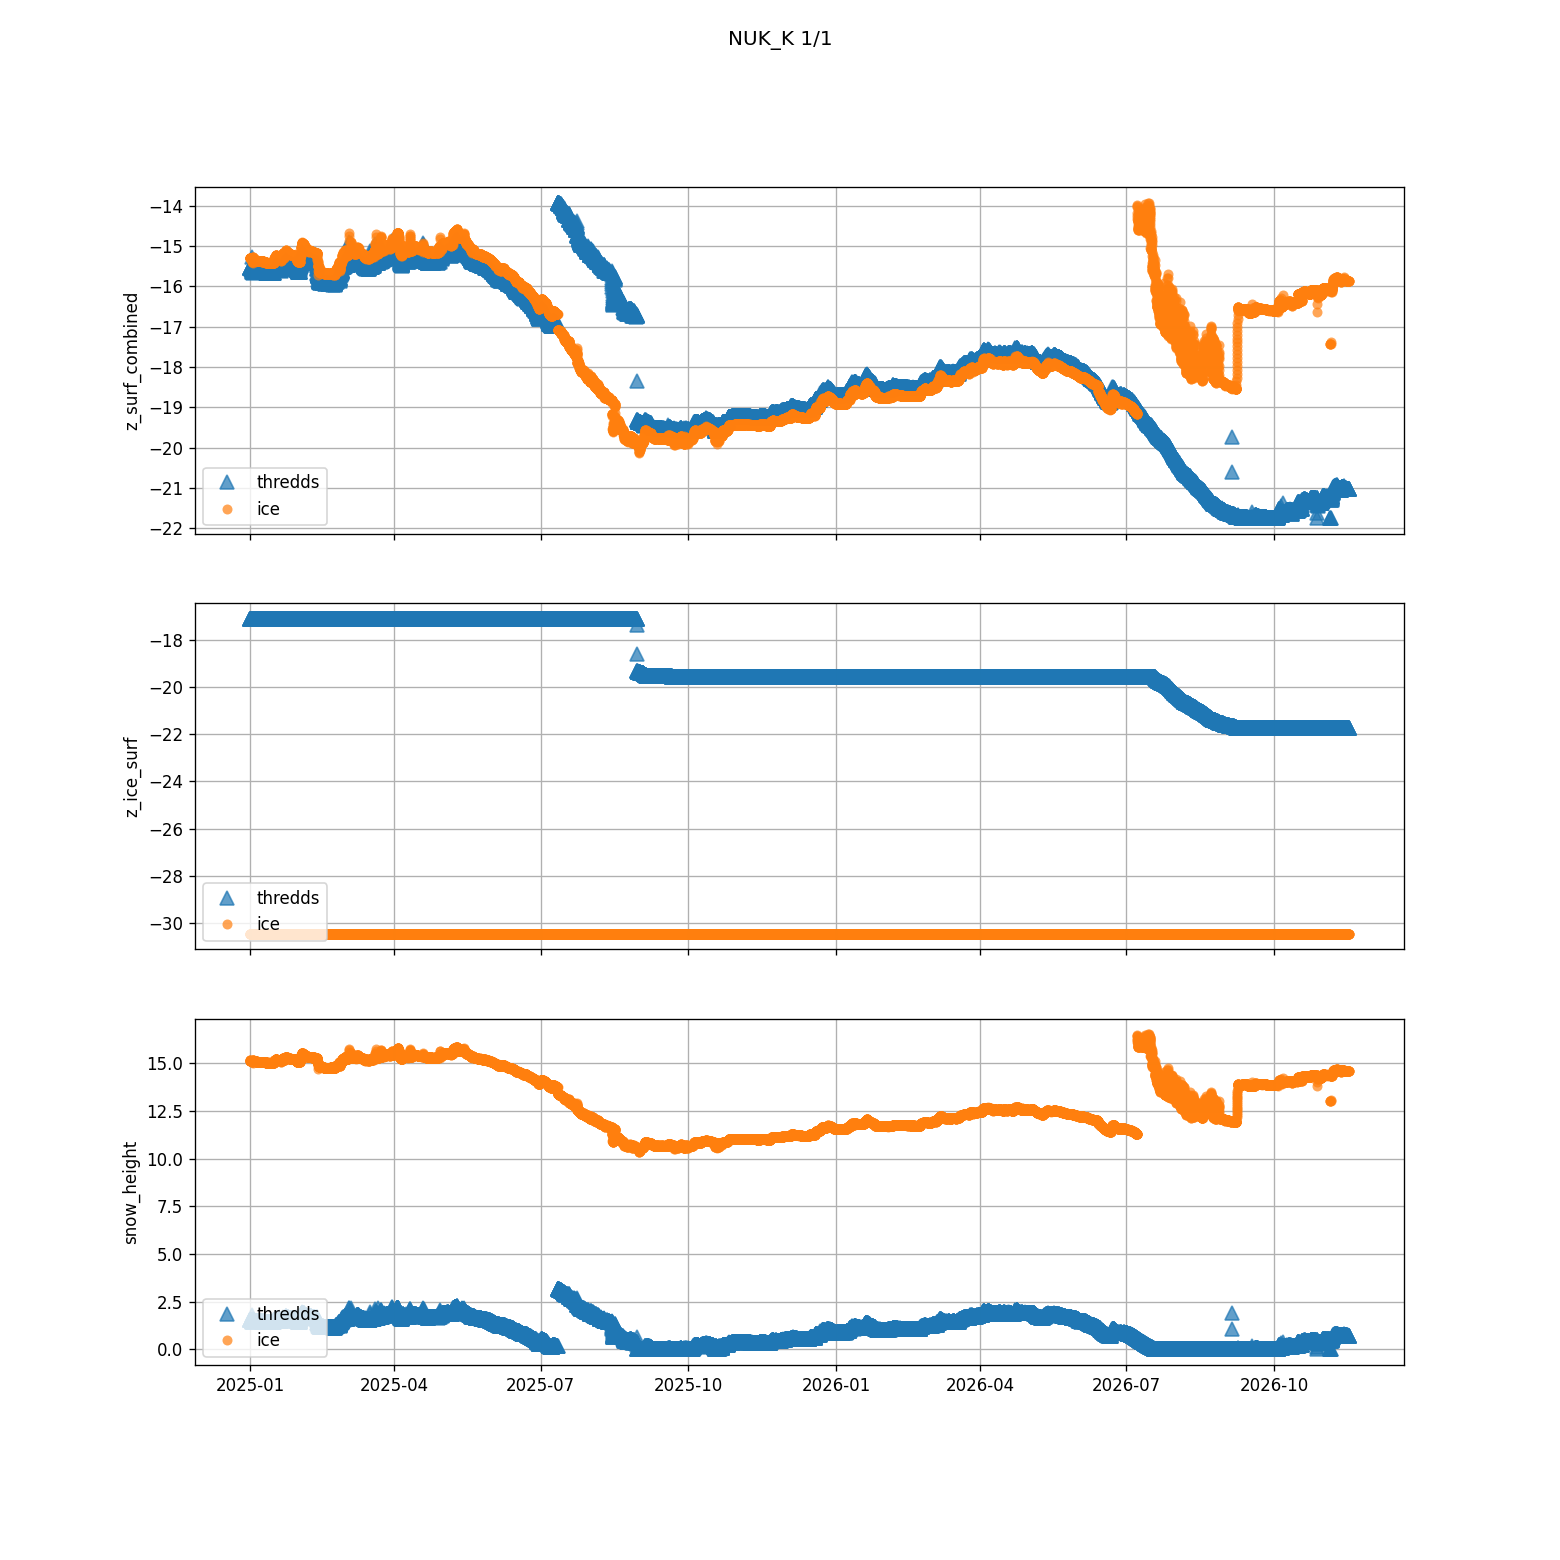 NUK_K 1/1
−14
−15
−16
−17
−18
−19
−20
−21
−22
z_surf_combined
thredds
ice
−18
−20
−22
−24
−26
−28
−30
z_ice_surf
thredds
ice
15.0
12.5
10.0
7.5
5.0
2.5
0.0
snow_height
thredds
ice
2025-01 2025-04 2025-07 2025-10 2026-01 2026-04 2026-07 2026-10